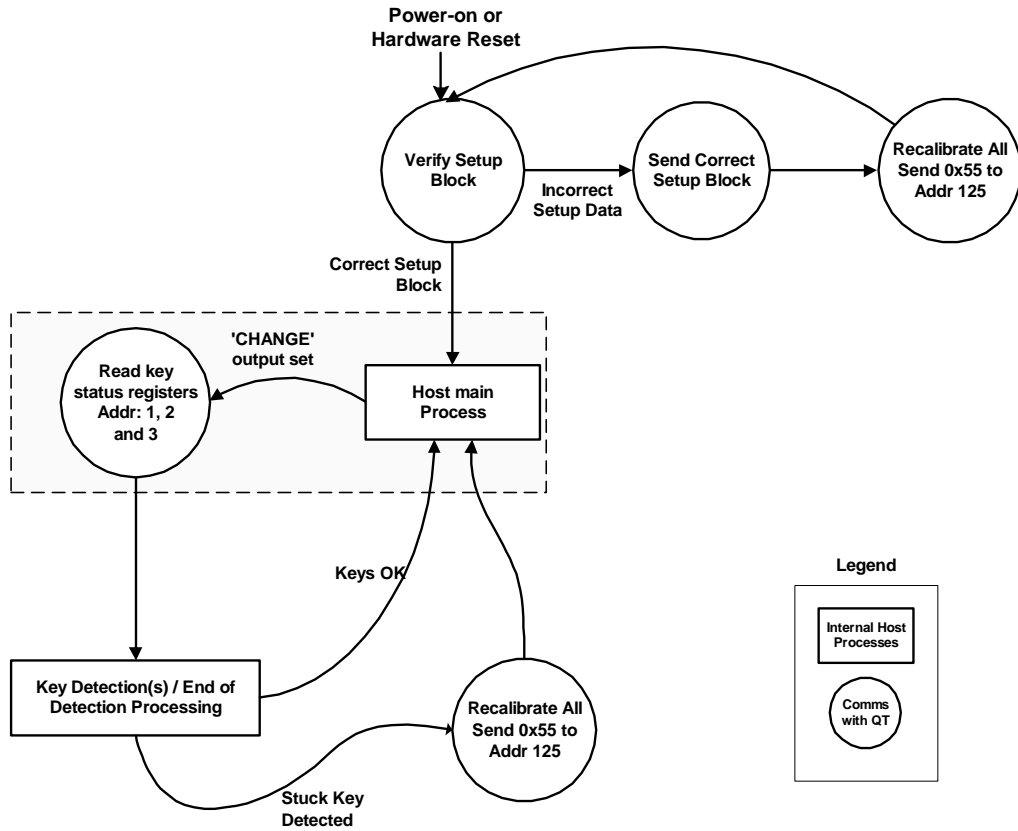 Power-on or
Hardware Reset
Verify Setup
Block
Incorrect
Setup Data
Send Correct
Setup Block
Recalibrate All
Send 0x55 to
Addr 125
Correct Setup
Block
'CHANGE'
output set
Read key
status registers
Addr: 1, 2
and 3
Host main
Process
Keys OK
Key Detection(s) / End of
Detection Processing
Recalibrate All
Send 0x55 to
Addr 125
Stuck Key
Detected
Legend
Internal Host
Processes
Comms
with QT